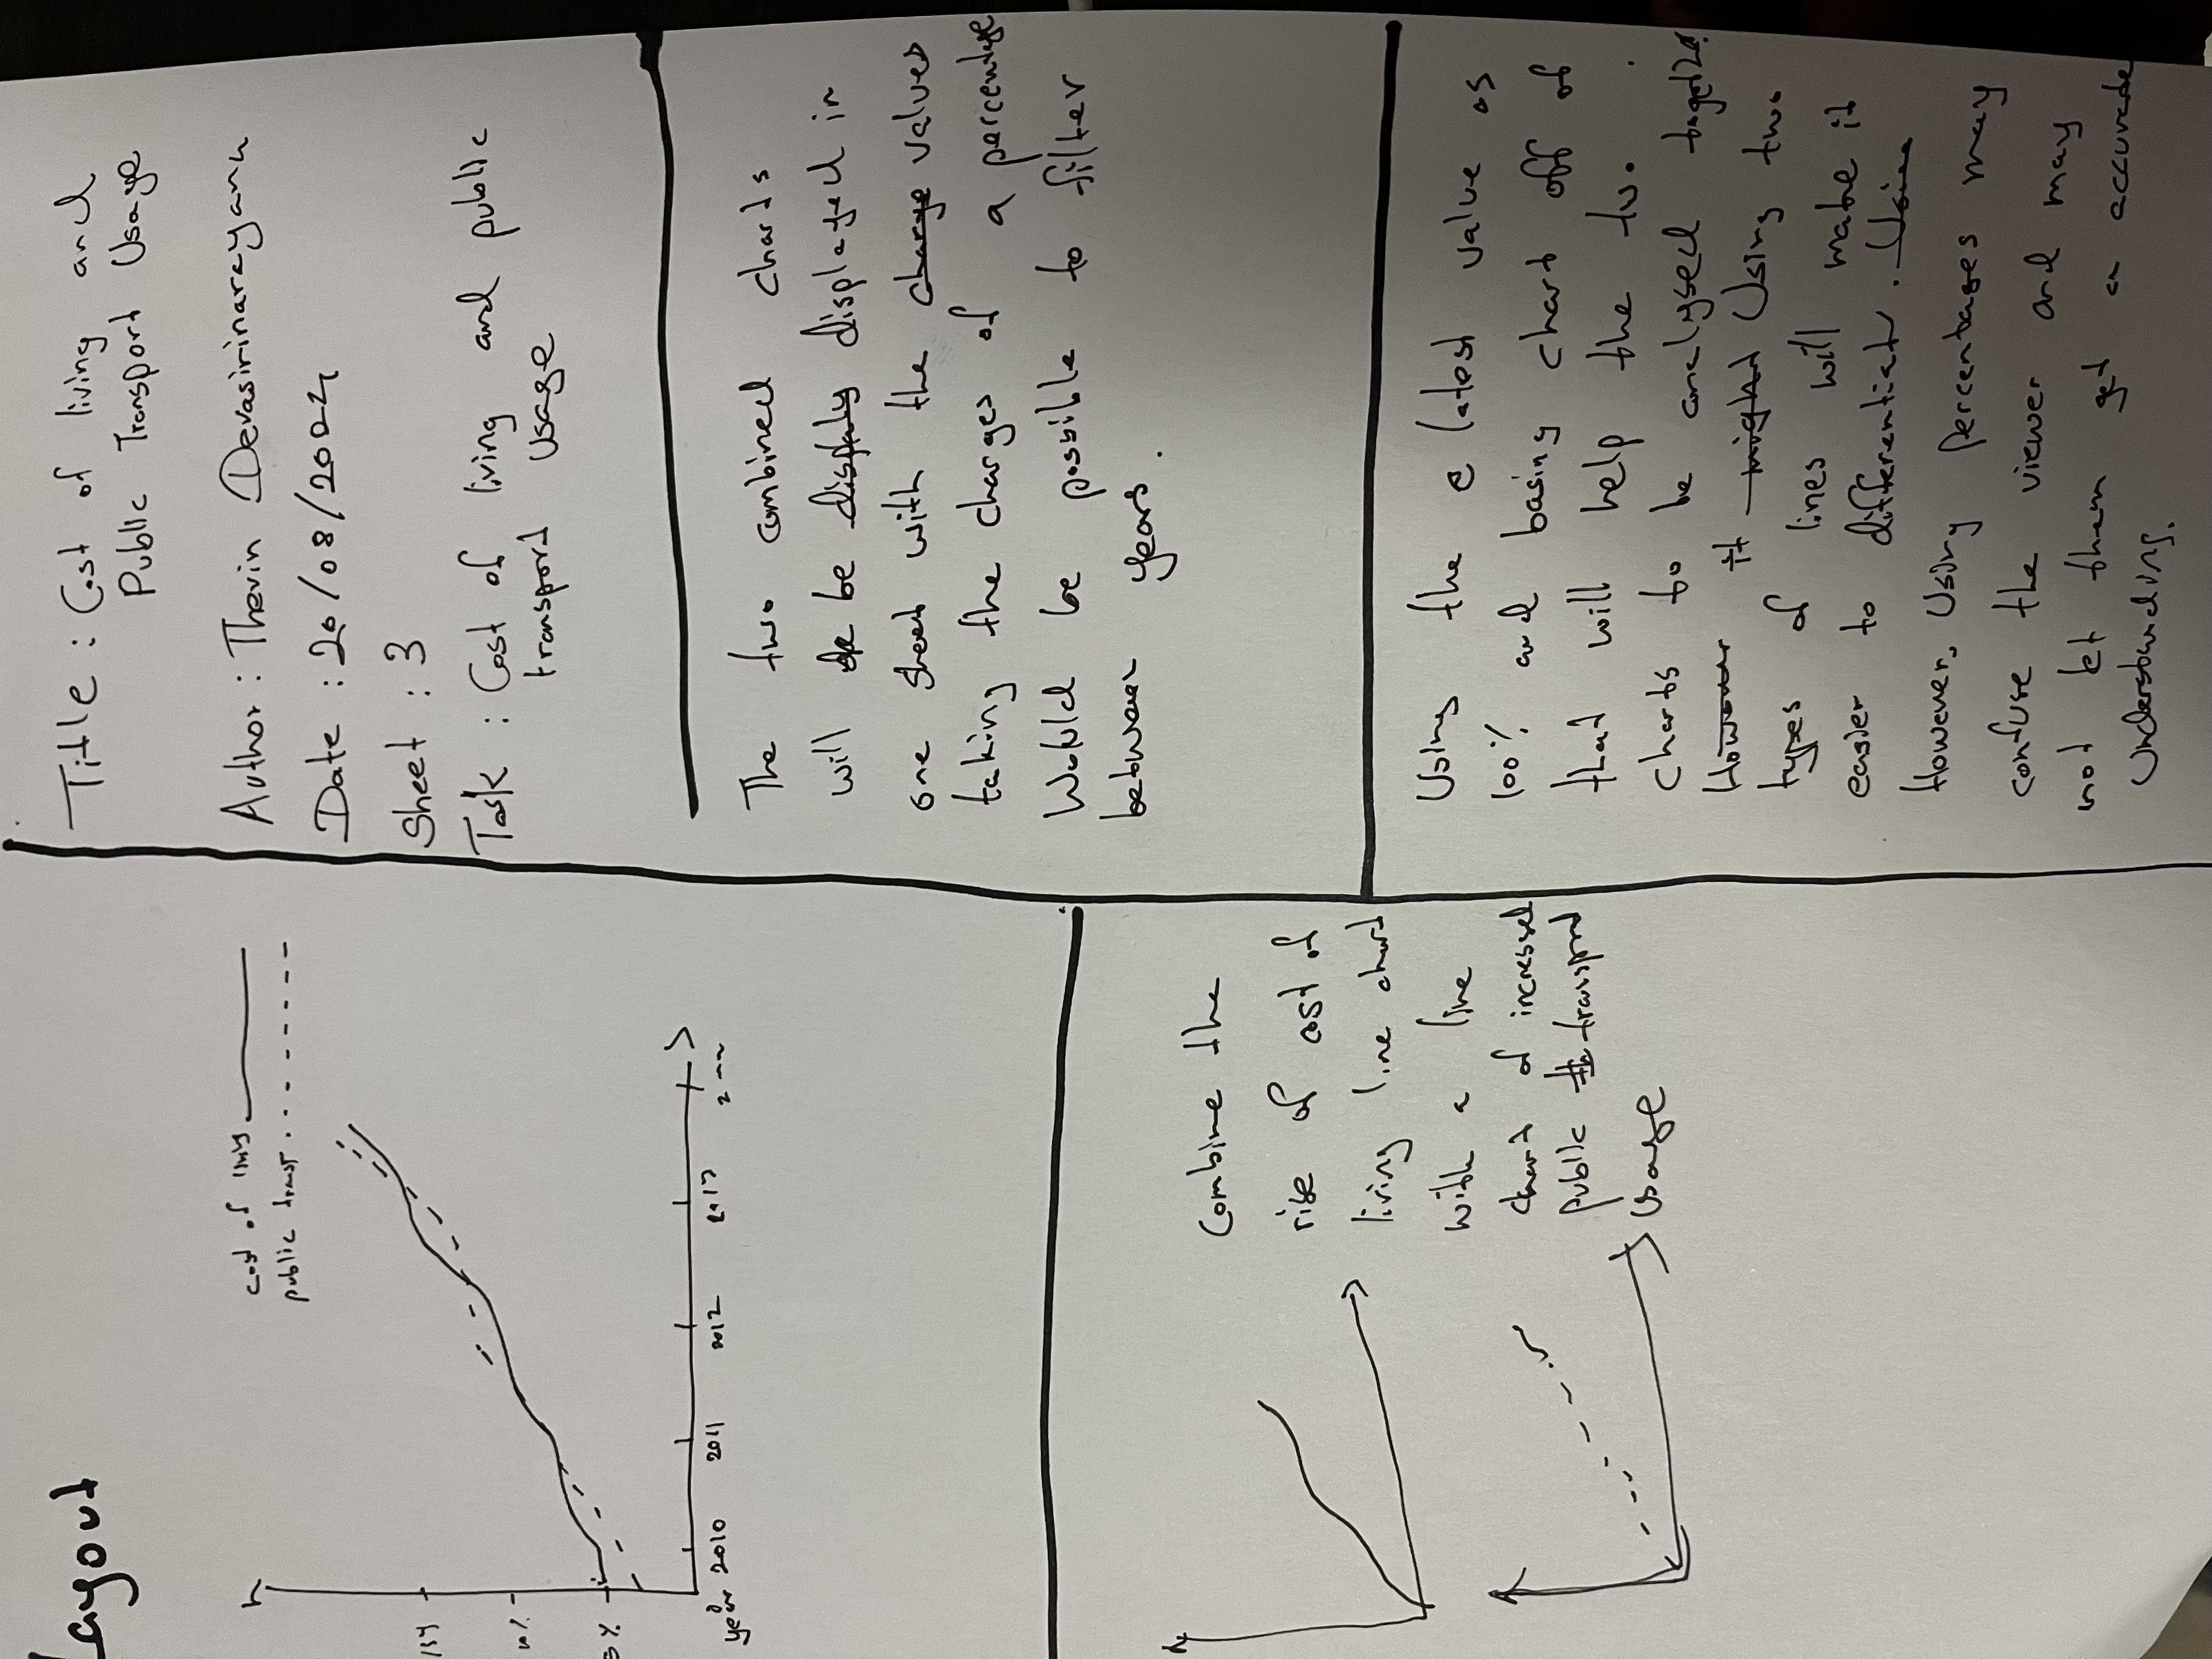 Layout
cost of living
public transp
15%
10%
5%
year 2010 2011 2012 2013 2
Combine the
rise of cost of
living line chart
with a line
chart of increased
public transport
usage
Title : Cost of living and
Public Transport Usage
Author : Thevin Devasirinarayana
Date : 20/08/2024
Sheet : 3
Task : Cost of living and public
transport usage
The two combined charts
will be displayed in
one sheet with the values
taking the charges of a percentage
Would be possible to filter
between years.
Using the latest value as
100% and basing chart off of
that will help the two
charts to be analysed together
it Using two
types of lines will make it
easier to differentiate.
However, Using Percentages may
confuse the viewer and may
not let them get a accurate
Understanding.